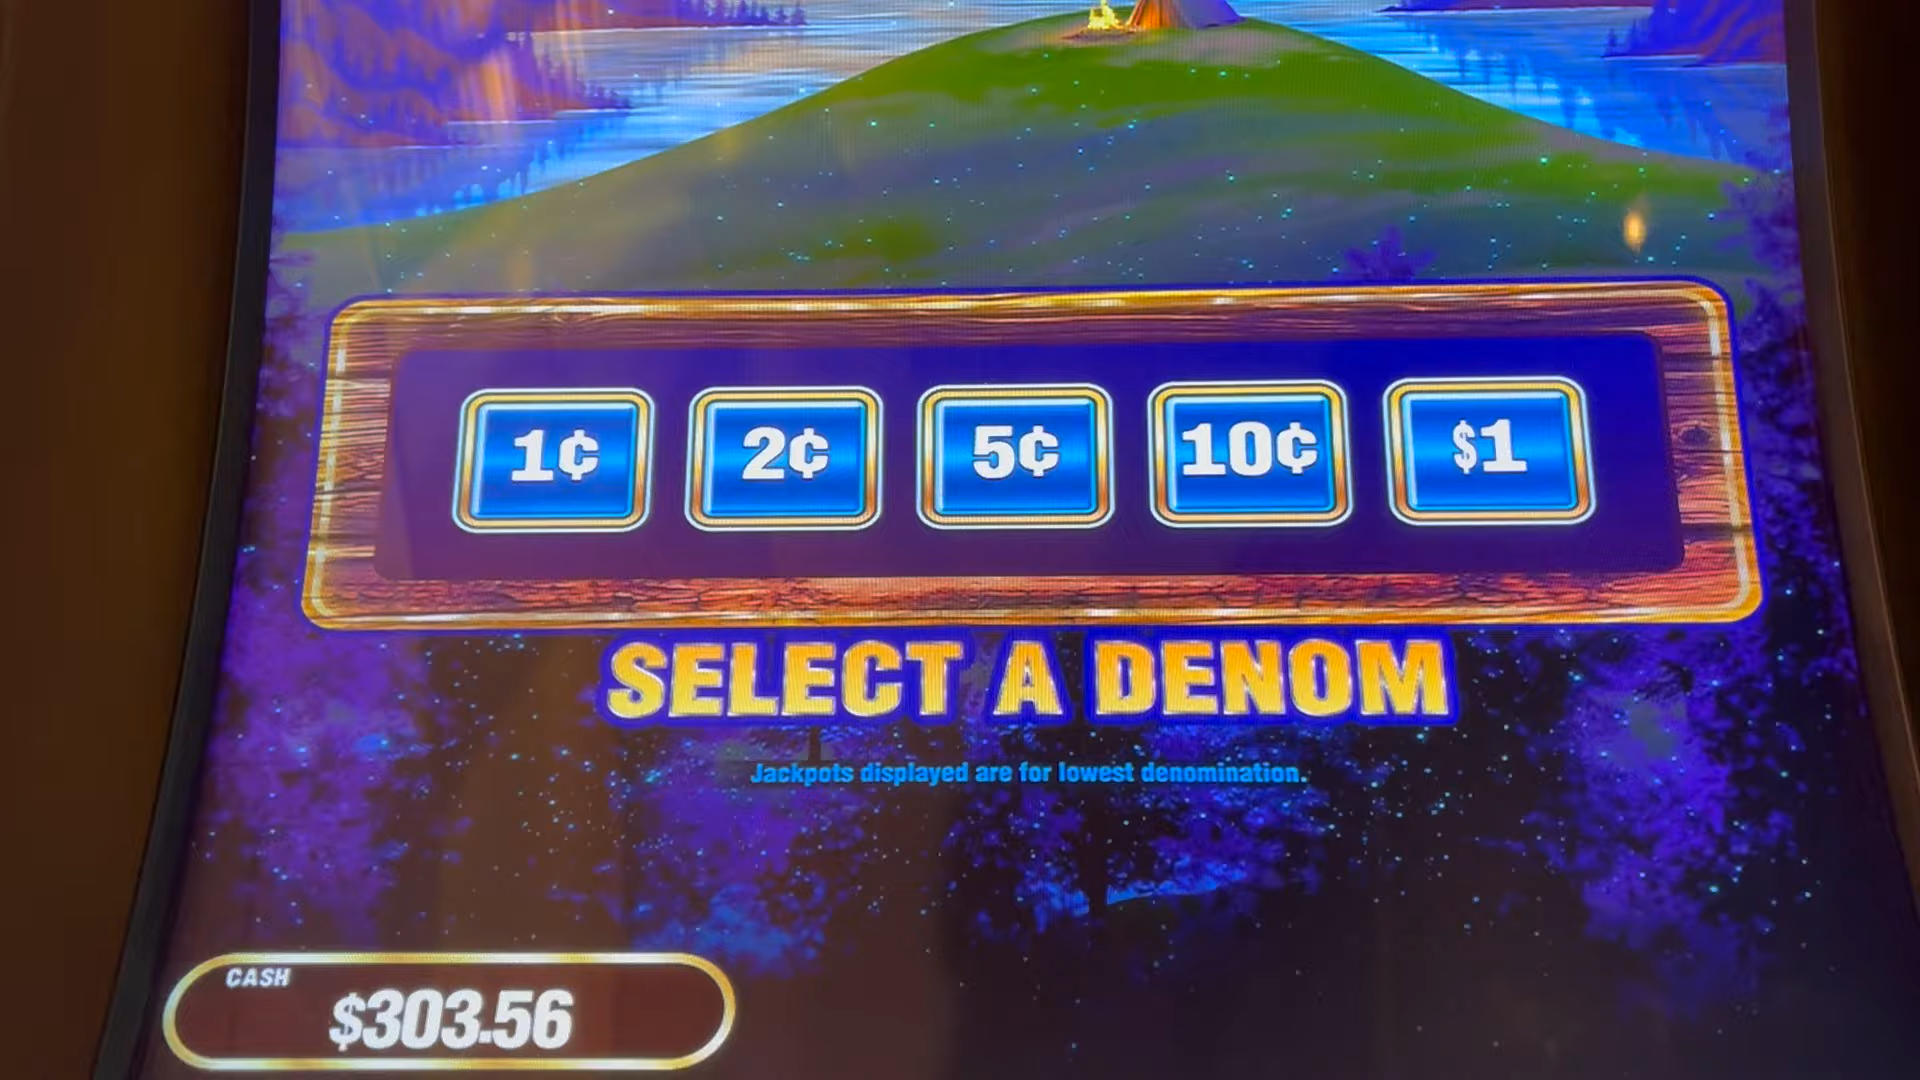 1¢ 2¢ 5¢ 10¢ $1
SELECT A DENOM
Jackpots displayed are for lowest denomination.
CASH
$303.56